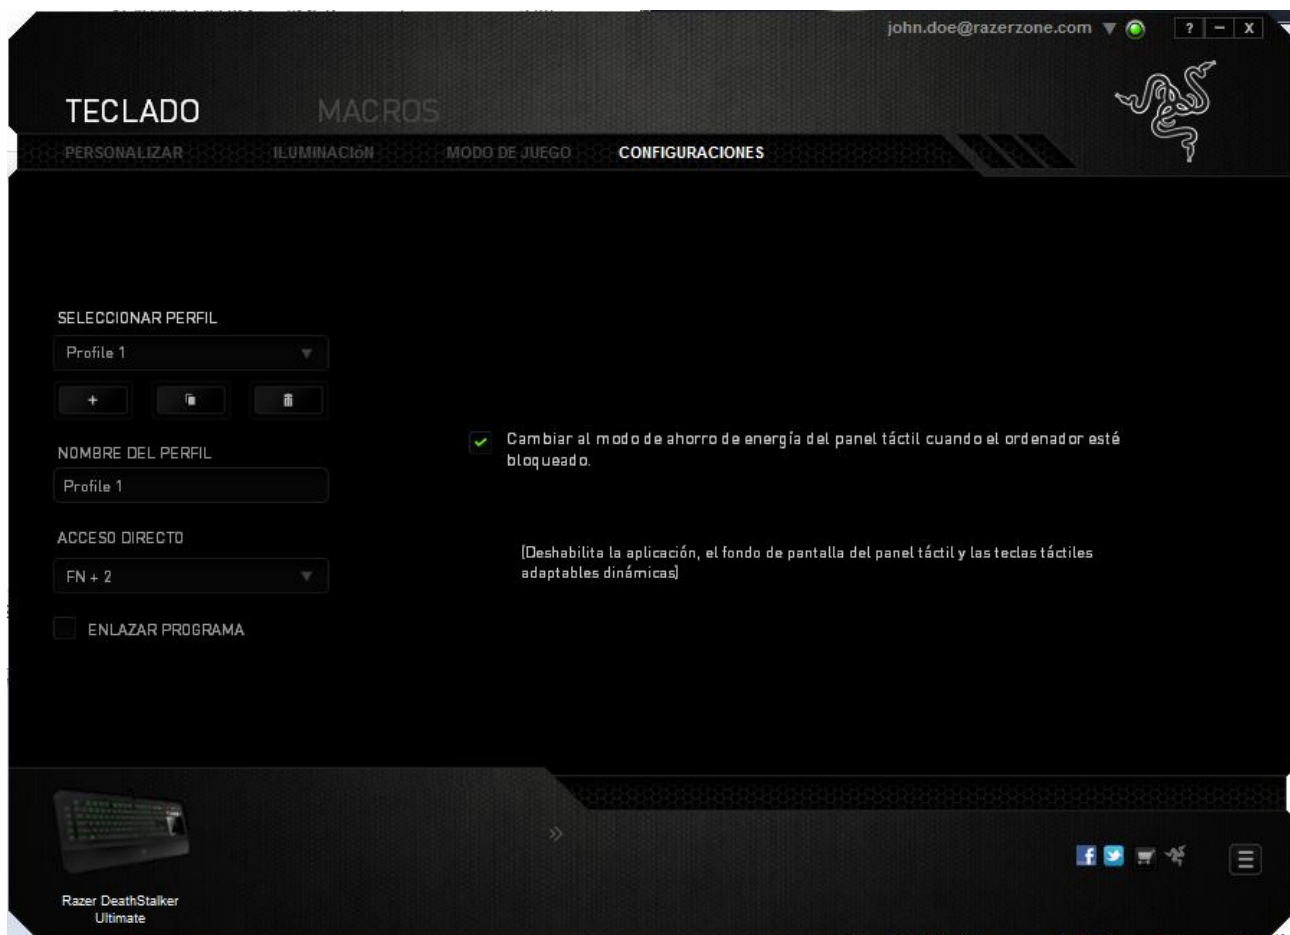 john.doe@razerzone.com
? - X
TECLADO MACROS
PERSONALIZAR ILUMINACIóN MODO DE JUEGO CONFIGURACIONES
SELECCIONAR PERFIL
Profile 1
+
NOMBRE DEL PERFIL
Profile 1
ACCESO DIRECTO
FN + 2
ENLAZAR PROGRAMA
Cambiar al modo de ahorro de energía del panel táctil cuando el ordenador esté
bloqueado.
(Deshabilita la aplicación, el fondo de pantalla del panel táctil y las teclas táctiles
adaptables dinámicas)
Razer DeathStalker
Ultimate